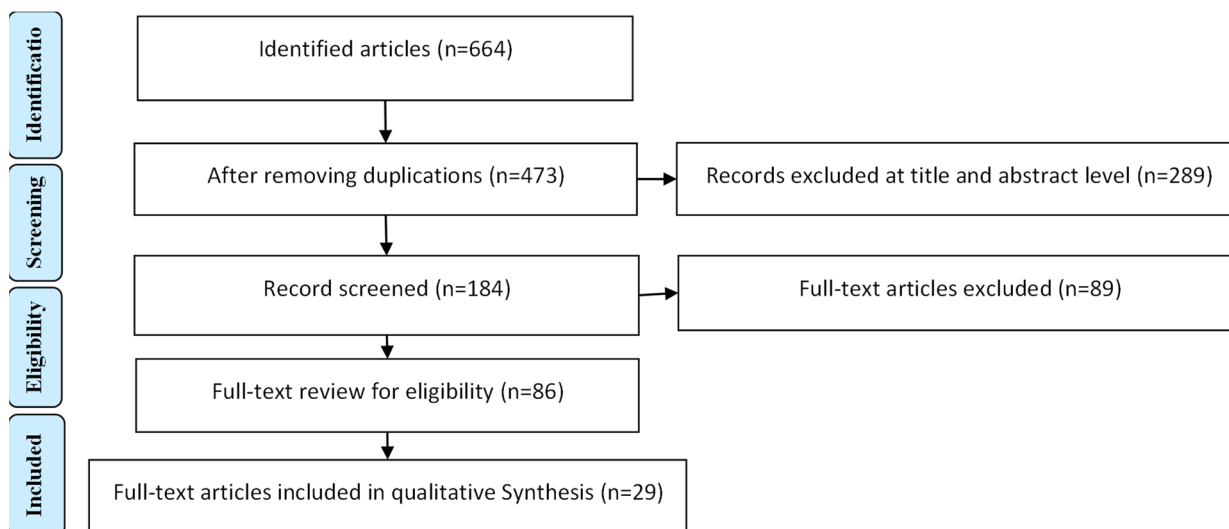 Identificatio
Identified articles (n=664)
After removing duplications (n=473)
Records excluded at title and abstract level (n=289)
Screening
Record screened (n=184)
Full-text articles excluded (n=89)
Eligibility
Full-text review for eligibility (n=86)
Included
Full-text articles included in qualitative Synthesis (n=29)